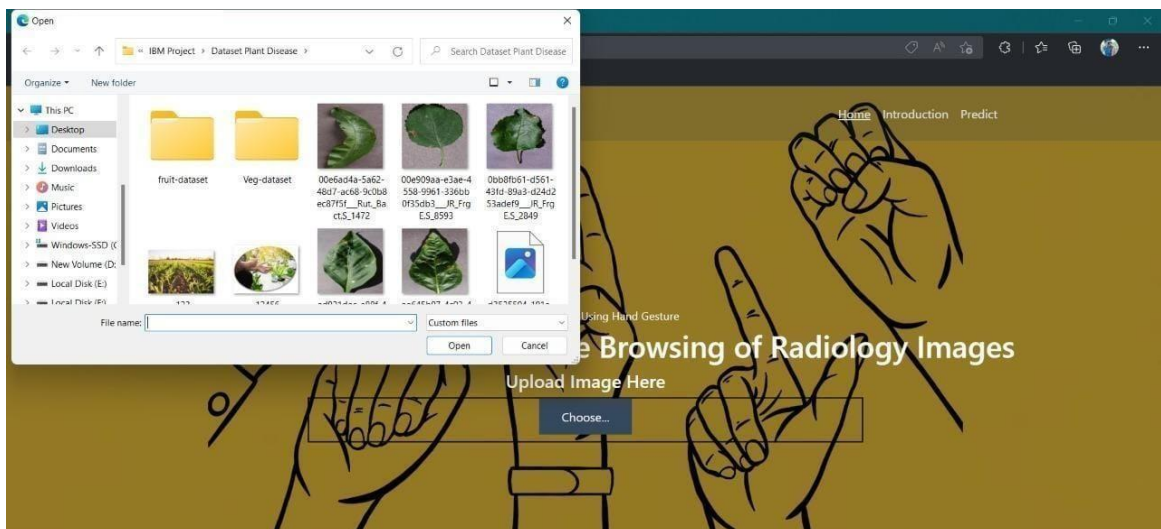 Open
IBM Project > Dataset Plant Disease >
Search Dataset Plant Disease
Organize
New folder
This PC
Desktop
Documents
Downloads
Music
Pictures
Videos
Windows-SSD (
New Volume (D:
Local Disk (E:)
Local Disk (E:)
fruit-dataset
Veg-dataset
00e6ad4a-5a62-
48d7-ac68-9c0b8
ec87f5f__Rut._Ba
ct.S_1472
00e909aa-e3ae-4
558-9961-336bb
0f35db3__JR_Frg
E.S_8593
0bb8fb61-d561-
43fd-89a3-d24d2
53adef9__JR_Frg
E.S_2849
File name:
Custom files
Open
Cancel
Home Introduction Predict
Using Hand Gesture
e Browsing of Radiology Images
Upload Image Here
Choose...